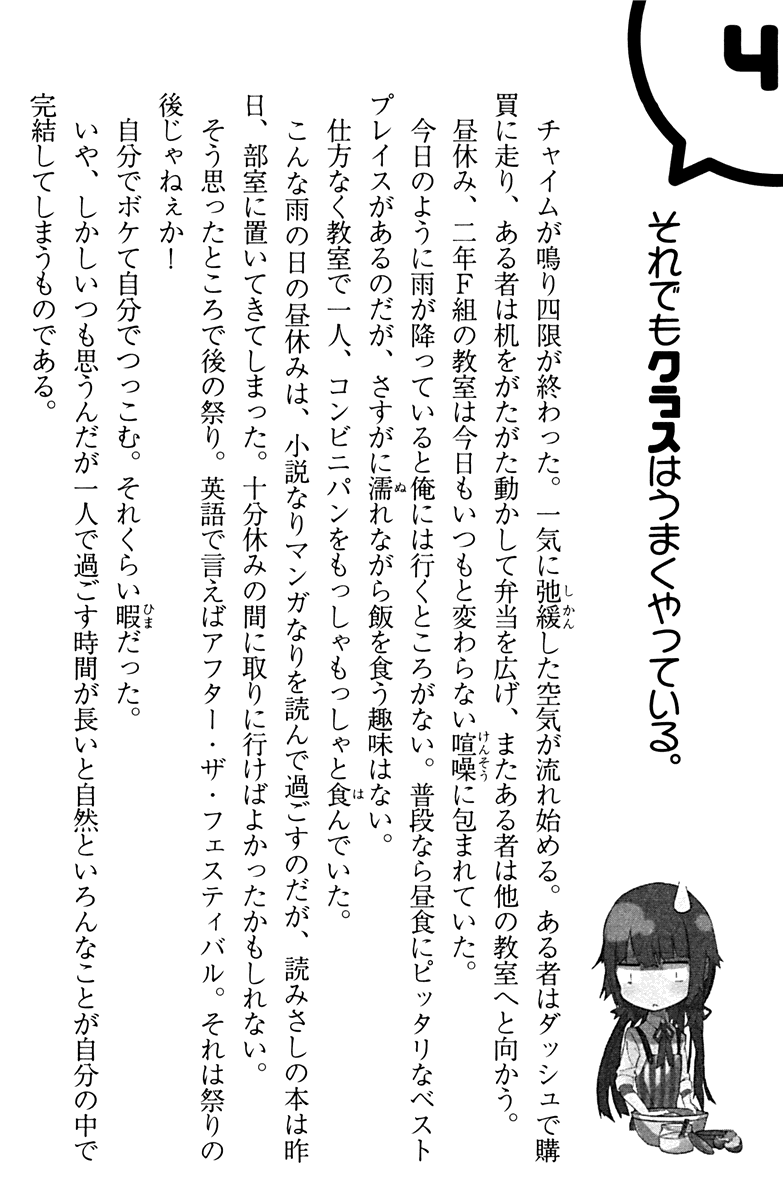 4
それでもクラスはうまくやっている。
チャイムが鳴り四限が終わった。一気に弛緩した空気が流れ始める。ある者はダッシュで購
買に走り、ある者は机をがたがた動かして弁当を広げ、またある者は他の教室へと向かう。
昼休み、二年F組の教室は今日もいつもと変わらない喧噪に包まれていた。
今日のように雨が降っていると俺には行くところがない。普段なら昼食にピッタリなベスト
プレイスがあるのだが、さすがに濡れながら飯を食う趣味はない。
仕方なく教室で一人、コンビニパンをもっしゃもっしゃと食んでいた。
こんな雨の日の昼休みは、小説なりマンガなりを読んで過ごすのだが、読みさしの本は昨
日、部室に置いてきてしまった。十分休みの間に取りに行けばよかったかもしれない。
そう思ったところで後の祭り。英語で言えばアフター・ザ・フェスティバル。それは祭りの
後じゃねぇか！
自分でボケて自分でつっこむ。それくらい暇だった。
いや、しかしいつも思うんだが一人で過ごす時間が長いと自然といろんなことが自分の中で
完結してしまうものである。